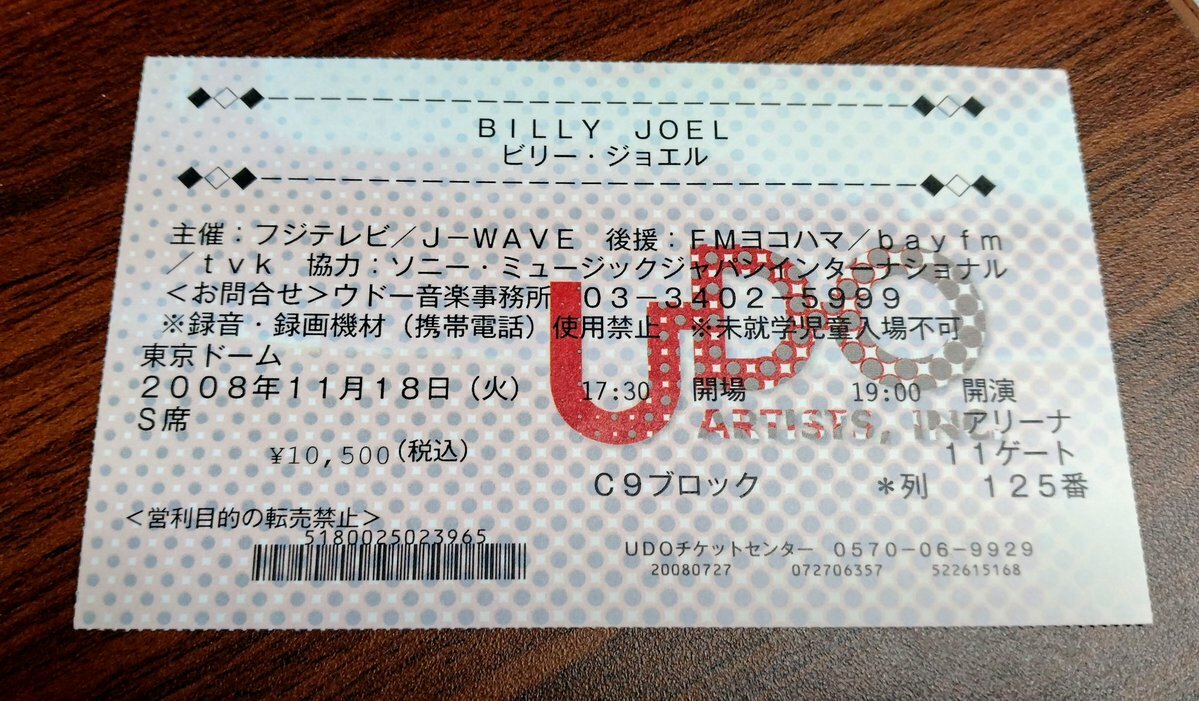 BILLY JOEL
ビリー・ジョエル
主催：フジテレビ／J－WAVE 後援：FMヨコハマ／bayfm
／tvk 協力：ソニー・ミュージックジャパンインターナショナル
＜お問合せ＞ウドー音楽事務所 03－3402－5999
※録音・録画機材（携帯電話）使用禁止 ※未就学児童入場不可
東京ドーム
2008年11月18日（火） 17:30 開場 19:00 開演
S席 アリーナ
UDO
ARTISTS, INC.
¥10,500(税込) 11ゲート
C9ブロック ＊列 125番
＜営利目的の転売禁止＞
5180025023965
UDOチケットセンター 0570-06-9929
20080727 072706357 522615168